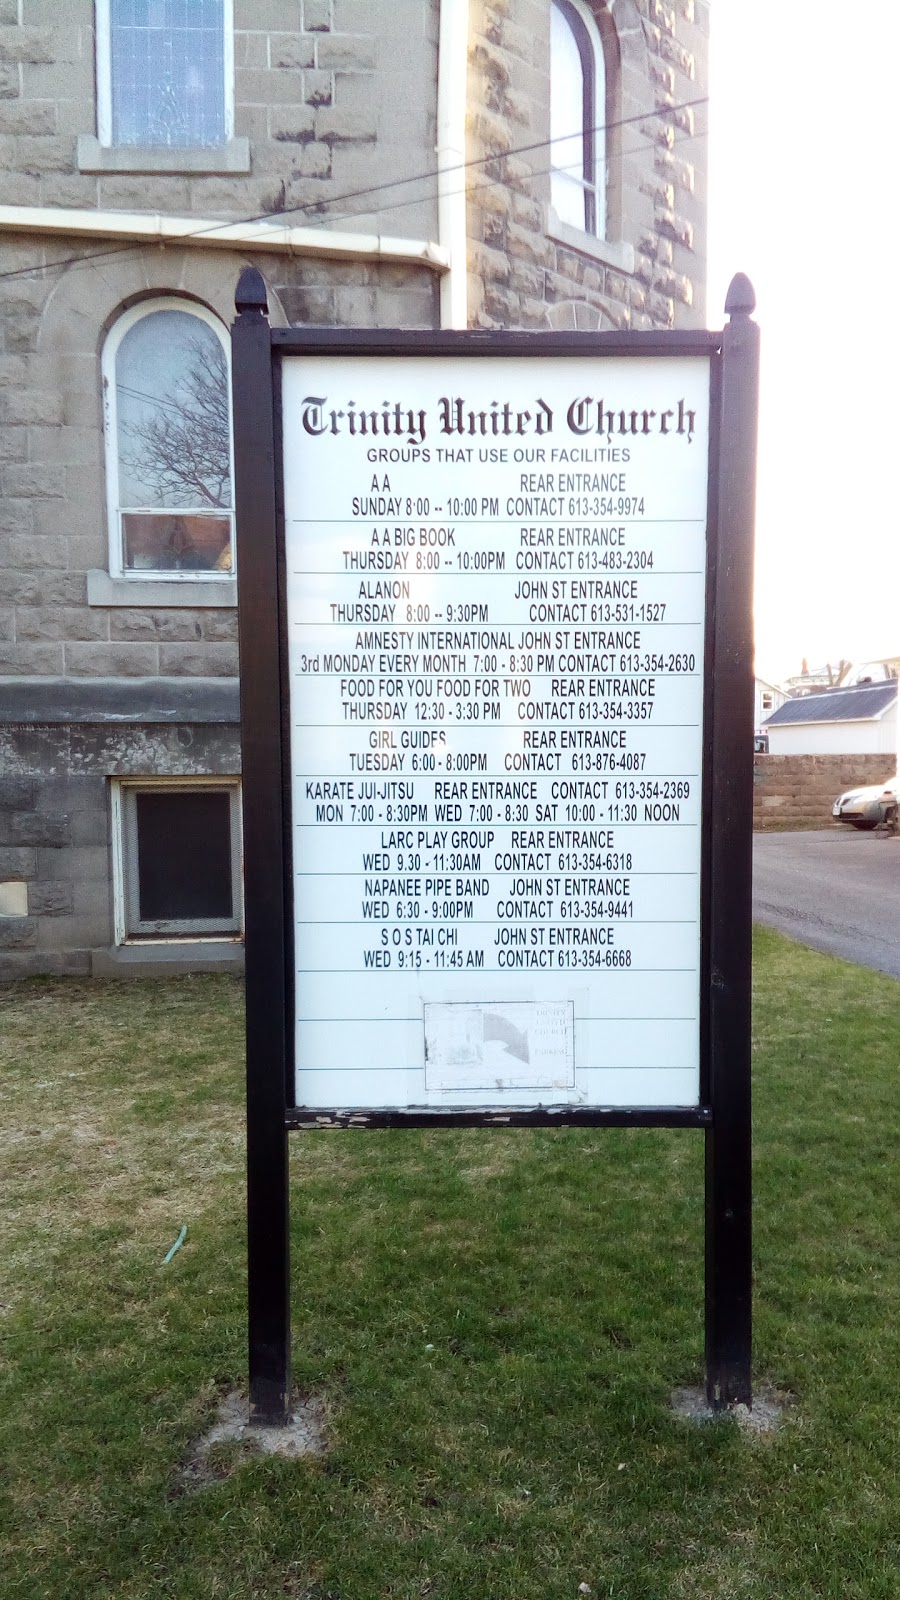 Trinity United Church
GROUPS THAT USE OUR FACILITIES
A A REAR ENTRANCE
SUNDAY 8:00 -- 10:00 PM CONTACT 613-354-9974
A A BIG BOOK REAR ENTRANCE
THURSDAY 8:00 -- 10:00PM CONTACT 613-483-2304
ALANON JOHN ST ENTRANCE
THURSDAY 8:00 -- 9:30PM CONTACT 613-531-1527
AMNESTY INTERNATIONAL JOHN ST ENTRANCE
3rd MONDAY EVERY MONTH 7:00 - 8:30 PM CONTACT 613-354-2630
FOOD FOR YOU FOOD FOR TWO REAR ENTRANCE
THURSDAY 12:30 - 3:30 PM CONTACT 613-354-3357
GIRL GUIDES REAR ENTRANCE
TUESDAY 6:00 - 8:00PM CONTACT 613-876-4087
KARATE JUI-JITSU REAR ENTRANCE CONTACT 613-354-2369
MON 7:00 - 8:30PM WED 7:00 - 8:30 SAT 10:00 - 11:30 NOON
LARC PLAY GROUP REAR ENTRANCE
WED 9.30 - 11:30AM CONTACT 613-354-6318
NAPANEE PIPE BAND JOHN ST ENTRANCE
WED 6:30 - 9:00PM CONTACT 613-354-9441
S O S TAI CHI JOHN ST ENTRANCE
WED 9:15 - 11:45 AM CONTACT 613-354-6668
TRINITY
UNITED
CHURCH
PARKING